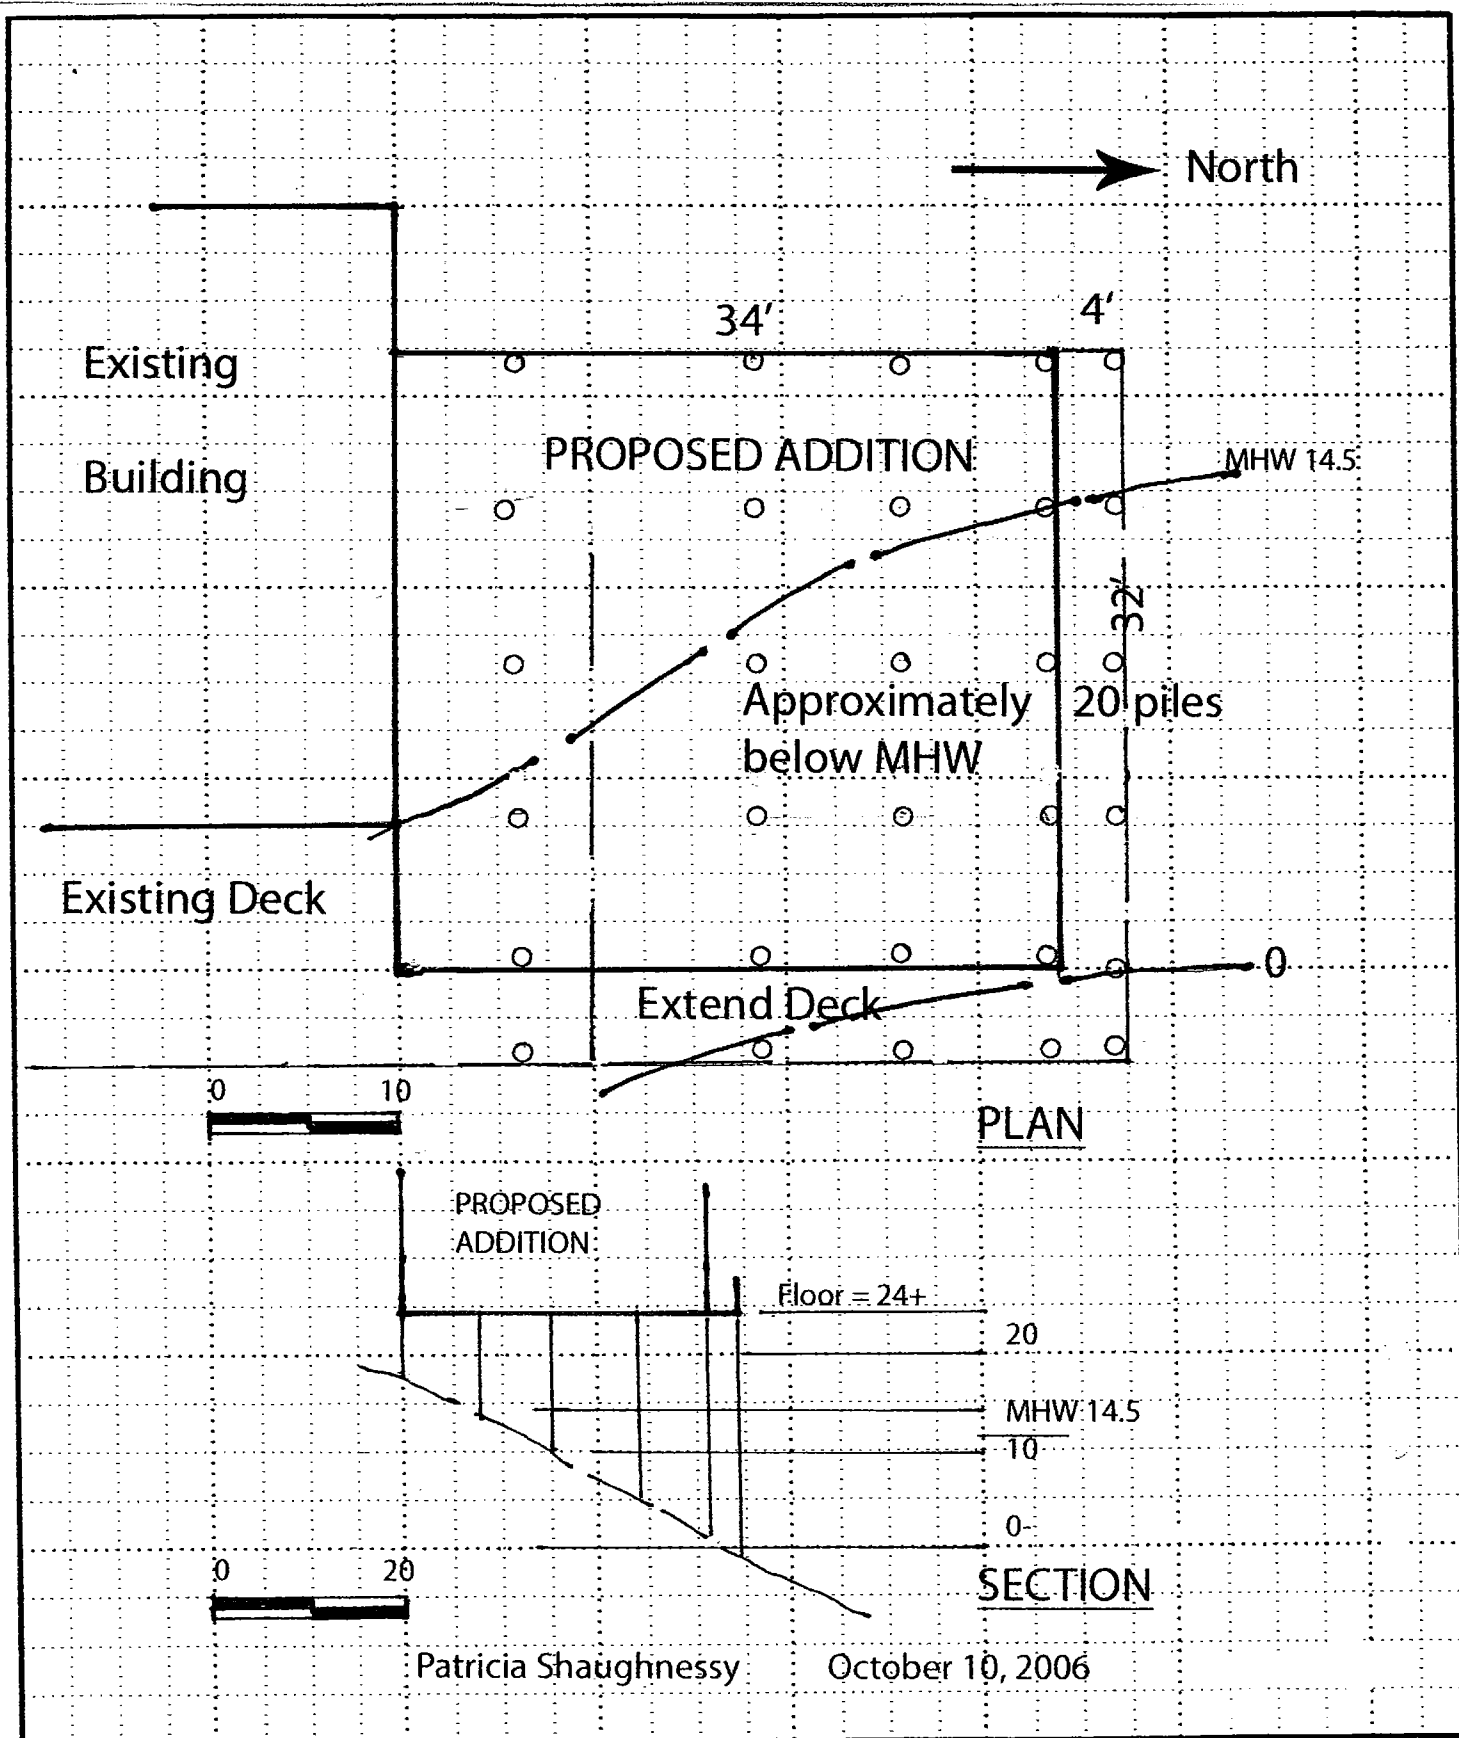 North
34'
4'
Existing
Building
PROPOSED ADDITION
MHW 14.5
32'
Approximately 20 piles
below MHW
Existing Deck
0
Extend Deck
0 10
PLAN
PROPOSED
ADDITION
Floor = 24+
20
MHW 14.5
10
0-
0 20
SECTION
Patricia Shaughnessy October 10, 2006